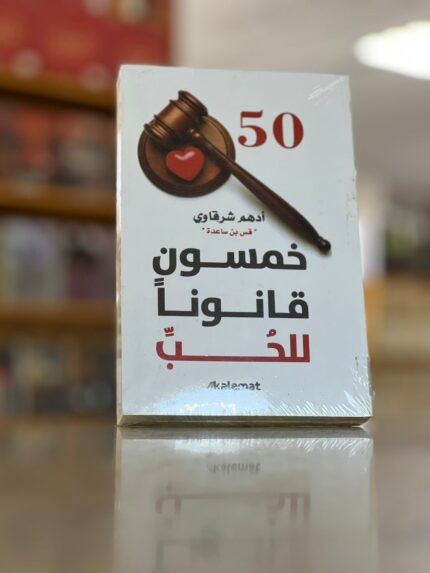 50
أدهم شرقاوي
"قس بن ساعدة"
خمسون
قانوناً
للحُبِّ
kalemat